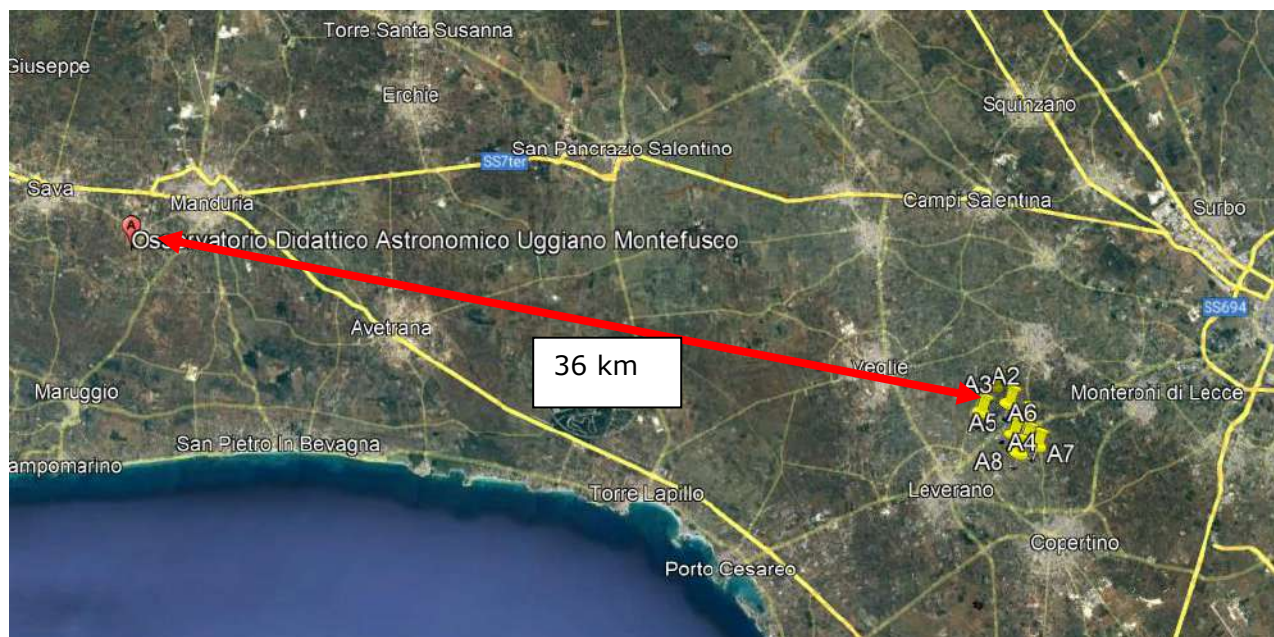 Torre Santa Susanna
Giuseppe
Erchie
Squinzano
San Pancrazio Salentino
SS7ter
Sava
Manduria
Campi Salentina
Surbo
A
Osservatorio Didattico Astronomico Uggiano Montefusco
SS694
Avetrana
36 km
Veglie
A3
A2
Maruggio
Monteroni di Lecce
A5
A6
San Pietro In Bevagna
A4
A7
A8
ampomarino
Leverano
Torre Lapillo
Copertino
Porto Cesareo